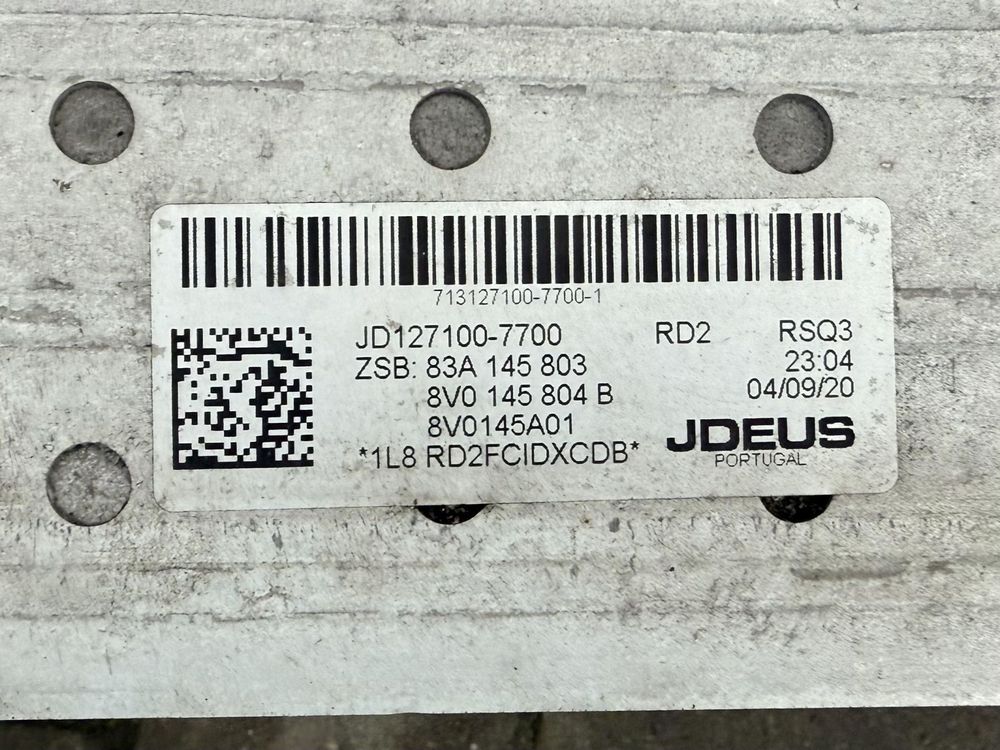 713127100-7700-1
JD127100-7700 RD2 RSQ3
ZSB: 83A 145 803 23:04
8V0 145 804 B 04/09/20
8V0145A01
*1L8 RD2FCIDXCDB*
JDEUS
PORTUGAL